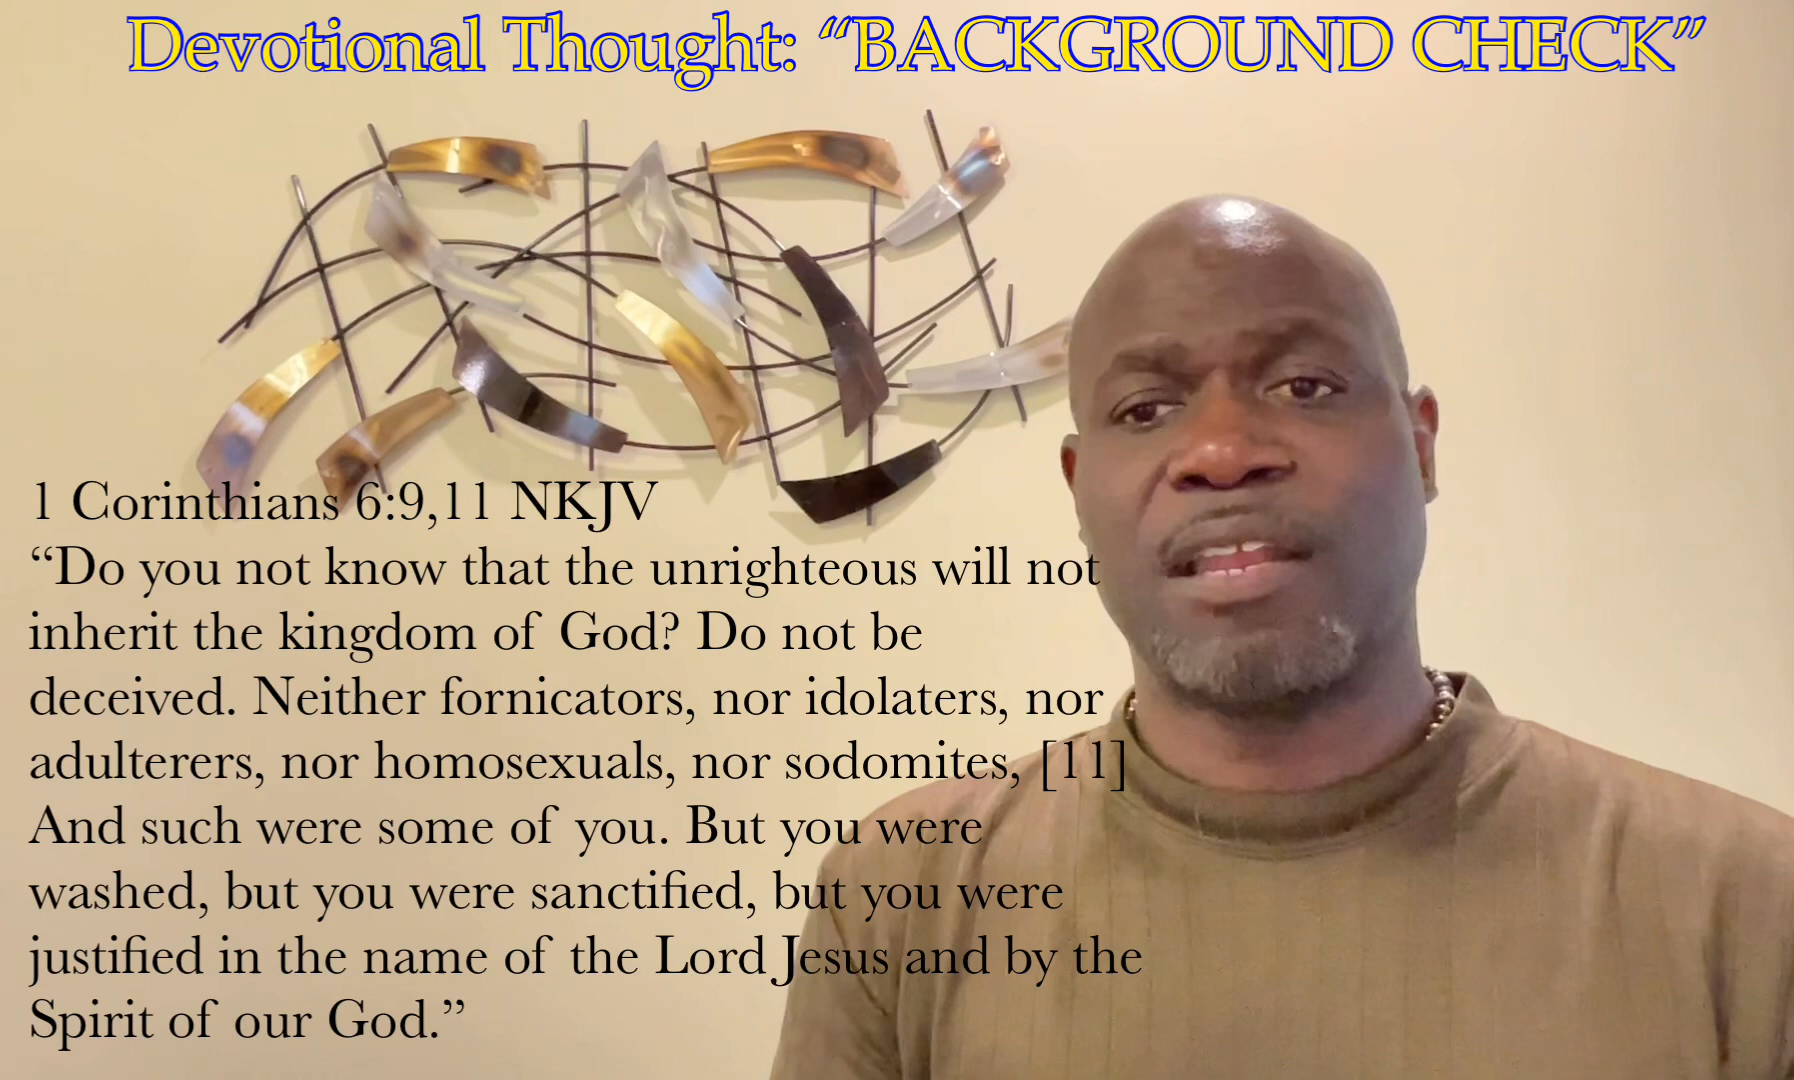 Devotional Thought: “BACKGROUND CHECK”
1 Corinthians 6:9,11 NKJV
“Do you not know that the unrighteous will not
inherit the kingdom of God? Do not be
deceived. Neither fornicators, nor idolaters, nor
adulterers, nor homosexuals, nor sodomites, [11]
And such were some of you. But you were
washed, but you were sanctified, but you were
justified in the name of the Lord Jesus and by the
Spirit of our God.”